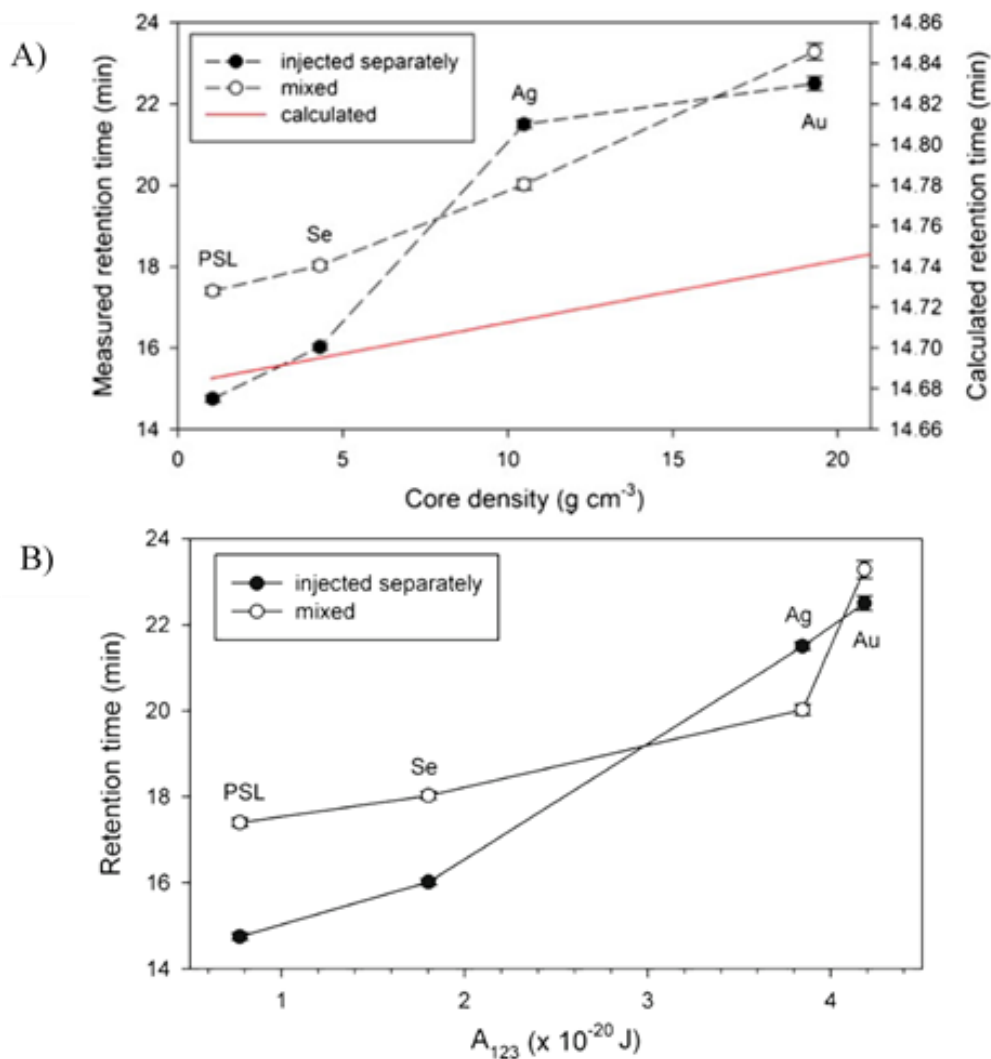 A)
24
22
20
18
16
14
Measured retention time (min)
injected separately
mixed
calculated
PSL
Se
Ag
Au
14.86
14.84
14.82
14.80
14.78
14.76
14.74
14.72
14.70
14.68
14.66
Calculated retention time (min)
0 5 10 15 20
Core density (g cm⁻³)
B)
24
22
20
18
16
14
Retention time (min)
injected separately
mixed
PSL
Se
Ag
Au
1 2 3 4
A₁₂₃ (x 10⁻²⁰ J)